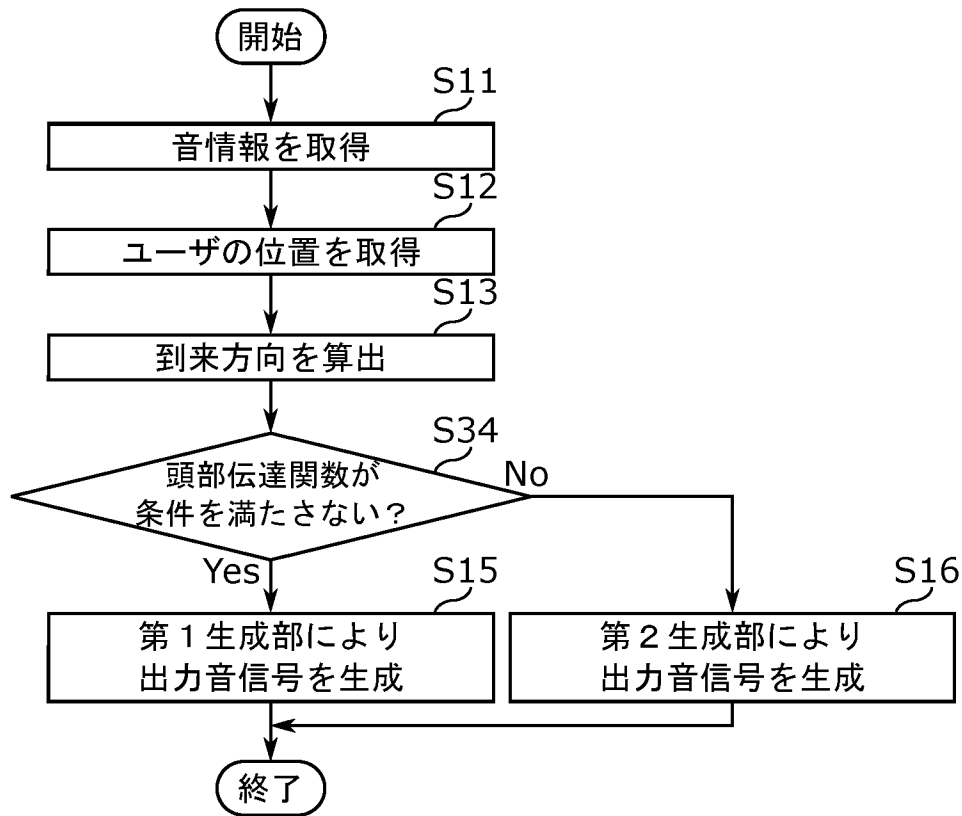 開始
S11
音情報を取得
S12
ユーザの位置を取得
S13
到来方向を算出
S34
頭部伝達関数が
条件を満たさない？
No
Yes
S15
第１生成部により
出力音信号を生成
S16
第２生成部により
出力音信号を生成
終了